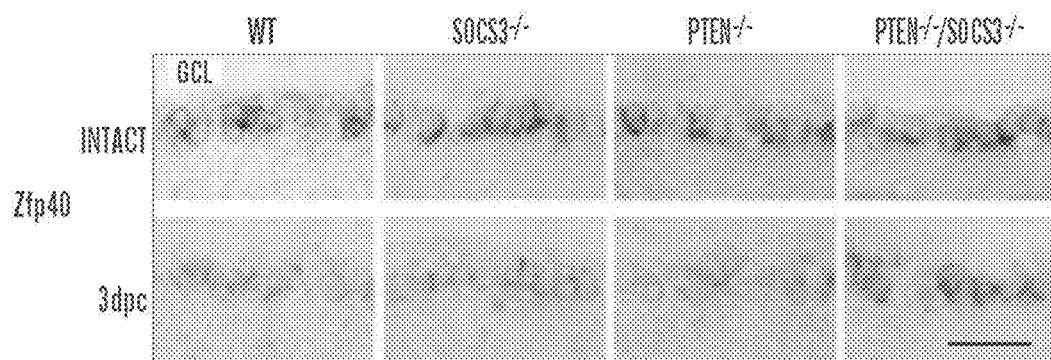 WT SOCS3-/- PTEN-/- PTEN-/-/SOCS3-/-
GCL
INTACT
Zfp40
3dpc